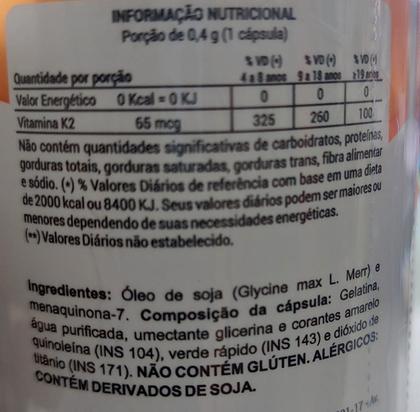 INFORMAÇÃO NUTRICIONAL
Porção de 0,4 g (1 cápsula)
Quantidade por porção % VD (*) 4 a 8 anos % VD (*) 9 a 18 anos % VD (*) ≥19 anos
Valor Energético 0 Kcal = 0 KJ 0 0 0
Vitamina K2 65 mcg 325 260 100
Não contém quantidades significativas de carboidratos, proteínas,
gorduras totais, gorduras saturadas, gorduras trans, fibra alimentar
e sódio. (*) % Valores Diários de referência com base em uma dieta
de 2000 kcal ou 8400 KJ. Seus valores diários podem ser maiores ou
menores dependendo de suas necessidades energéticas.
(**) Valores Diários não estabelecido.
Ingredientes: Óleo de soja (Glycine max L. Merr) e
menaquinona-7. Composição da cápsula: Gelatina,
água purificada, umectante glicerina e corantes amarelo
quinoleína (INS 104), verde rápido (INS 143) e dióxido de
titânio (INS 171). NÃO CONTÉM GLÚTEN. ALÉRGICOS:
CONTÉM DERIVADOS DE SOJA.